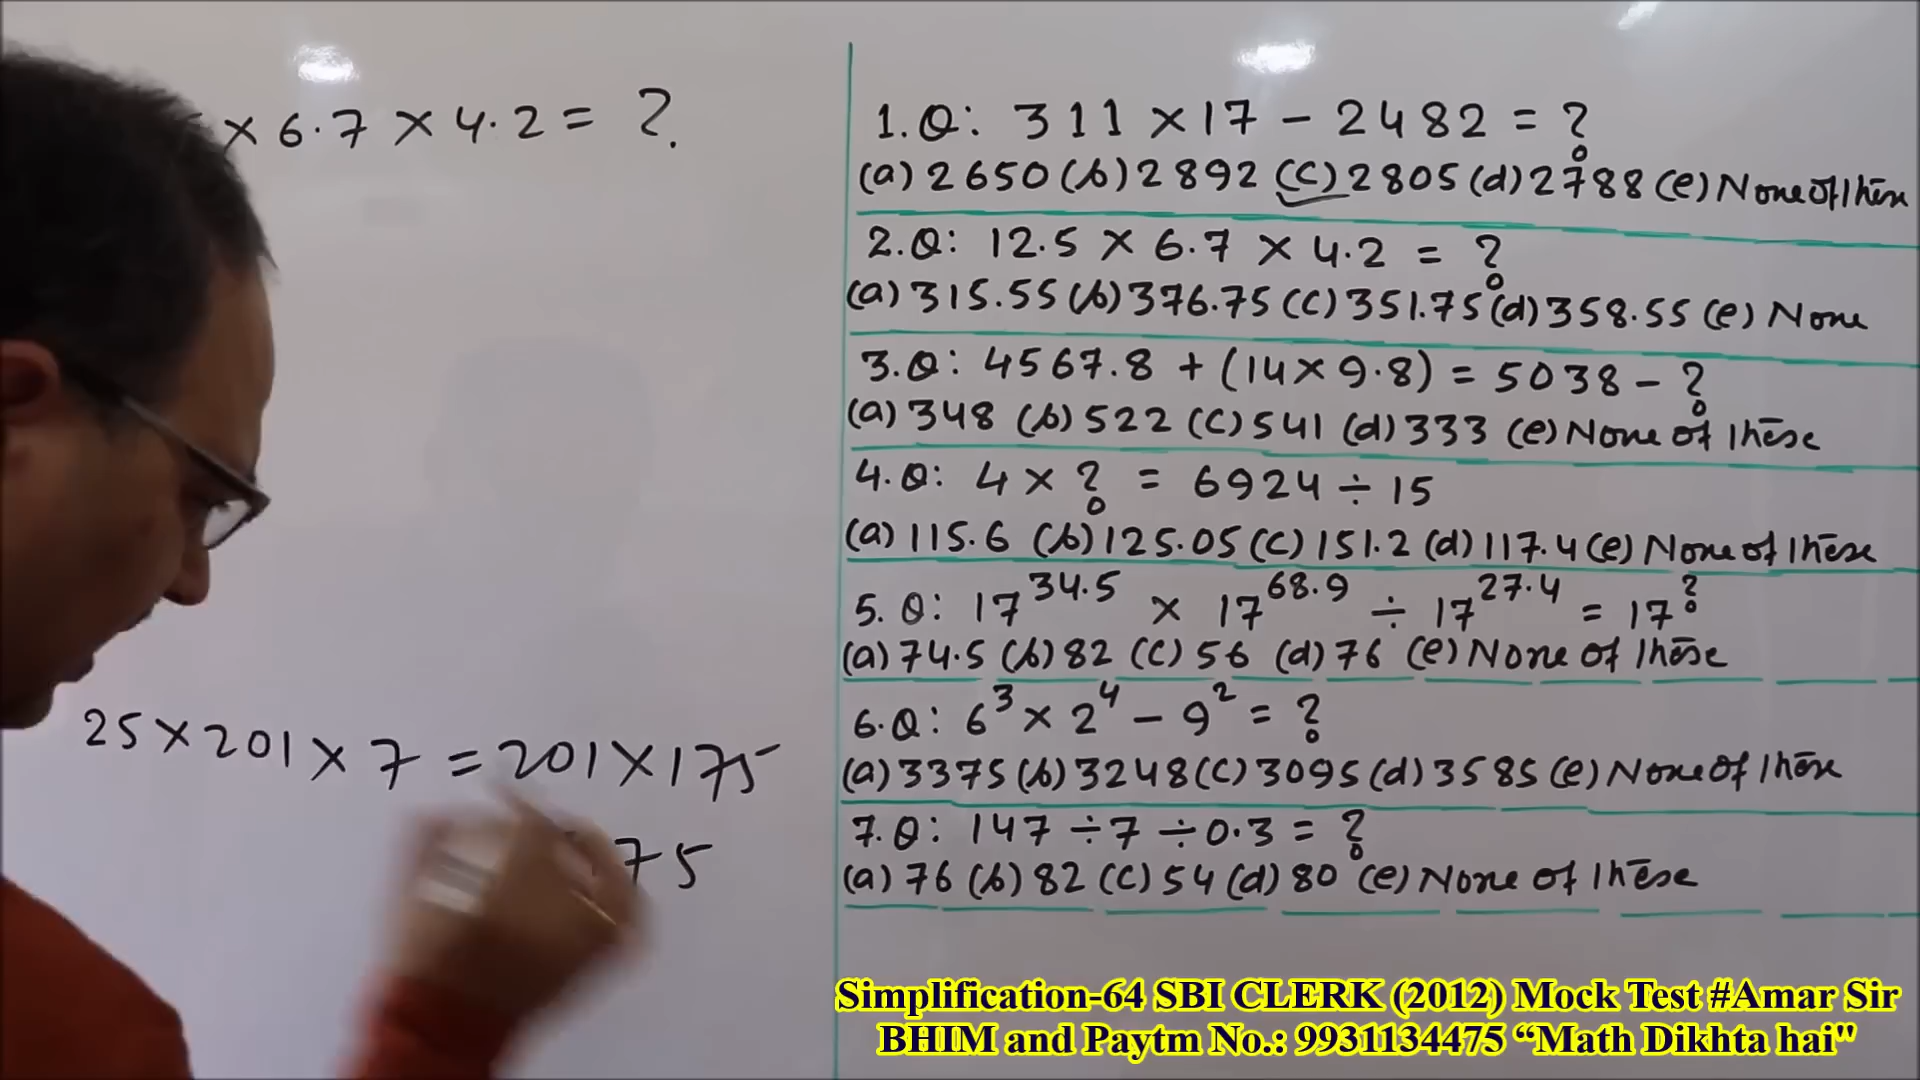 × 6.7 × 4.2 = ?
25 × 201 × 7 = 201 × 175
75
1.Q: 311 × 17 - 2482 = ?
(a) 2650 (b) 2892 (c) 2805 (d) 2788 (e) None of these
2.Q: 12.5 × 6.7 × 4.2 = ?
(a) 315.55 (b) 376.75 (c) 351.75 (d) 358.55 (e) None
3.Q: 4567.8 + (14 × 9.8) = 5038 - ?
(a) 348 (b) 522 (c) 541 (d) 333 (e) None of these
4.Q: 4 × ? = 6924 ÷ 15
(a) 115.6 (b) 125.05 (c) 151.2 (d) 117.4 (e) None of these
5.Q: 17^34.5 × 17^68.9 ÷ 17^27.4 = 17^?
(a) 74.5 (b) 82 (c) 56 (d) 76 (e) None of these
6.Q: 6³ × 2⁴ - 9² = ?
(a) 3375 (b) 3248 (c) 3095 (d) 3585 (e) None of these
7.Q: 147 ÷ 7 ÷ 0.3 = ?
(a) 76 (b) 82 (c) 54 (d) 80 (e) None of these
Simplification-64 SBI CLERK (2012) Mock Test #Amar Sir
BHIM and Paytm No.: 9931134475 “Math Dikhta hai"